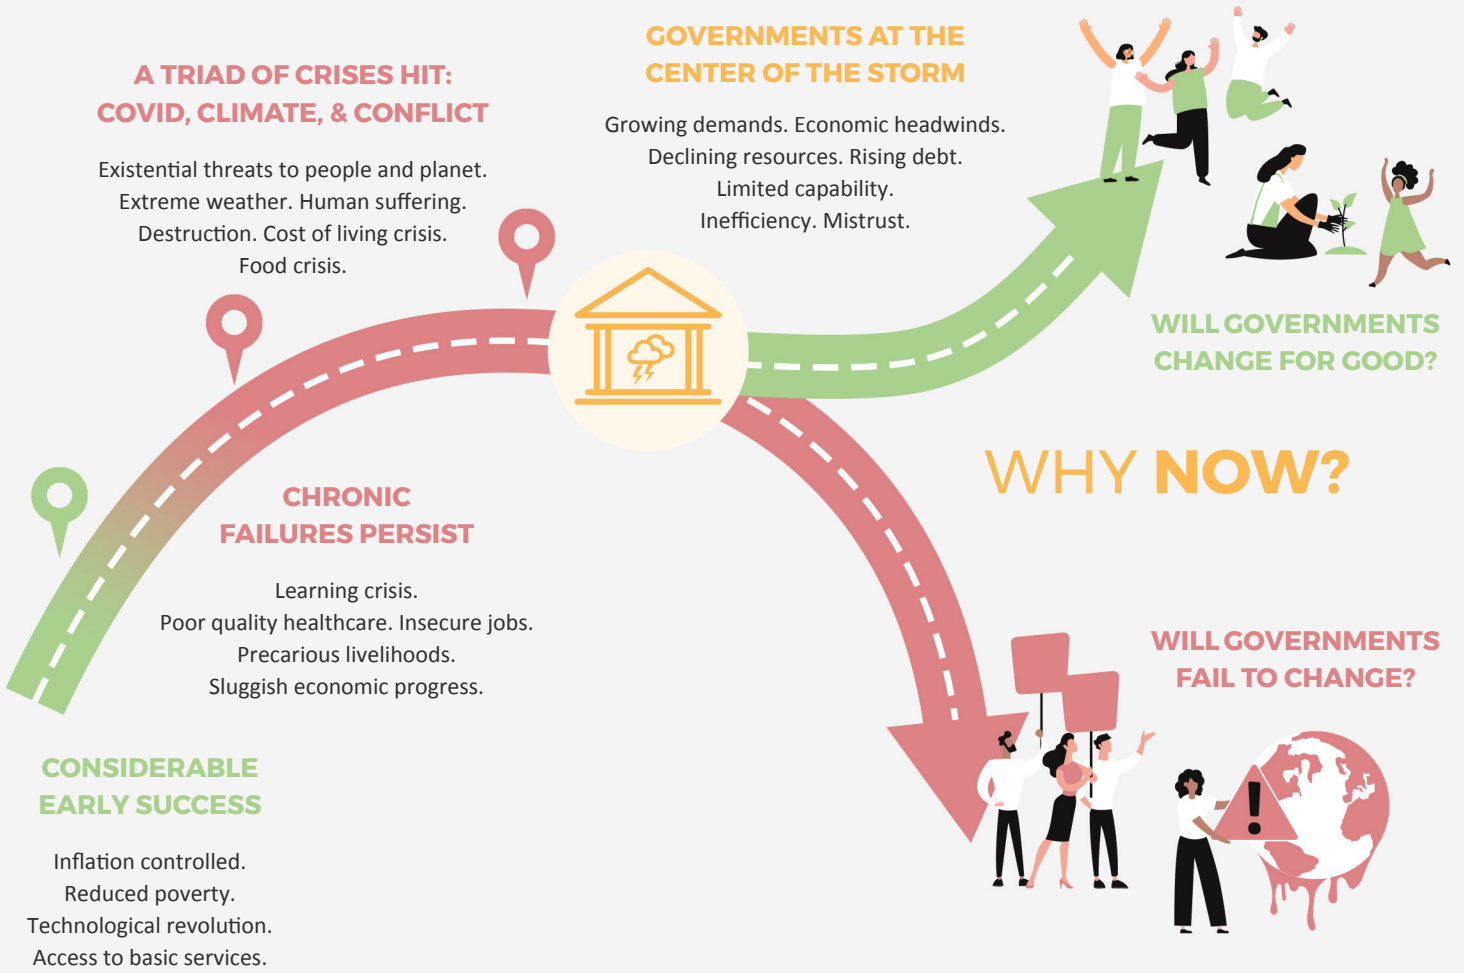 A TRIAD OF CRISES HIT:
COVID, CLIMATE, & CONFLICT
Existential threats to people and planet.
Extreme weather. Human suffering.
Destruction. Cost of living crisis.
Food crisis.
GOVERNMENTS AT THE
CENTER OF THE STORM
Growing demands. Economic headwinds.
Declining resources. Rising debt.
Limited capability.
Inefficiency. Mistrust.
WILL GOVERNMENTS
CHANGE FOR GOOD?
WHY NOW?
CHRONIC
FAILURES PERSIST
Learning crisis.
Poor quality healthcare. Insecure jobs.
Precarious livelihoods.
Sluggish economic progress.
WILL GOVERNMENTS
FAIL TO CHANGE?
!
CONSIDERABLE
EARLY SUCCESS
Inflation controlled.
Reduced poverty.
Technological revolution.
Access to basic services.